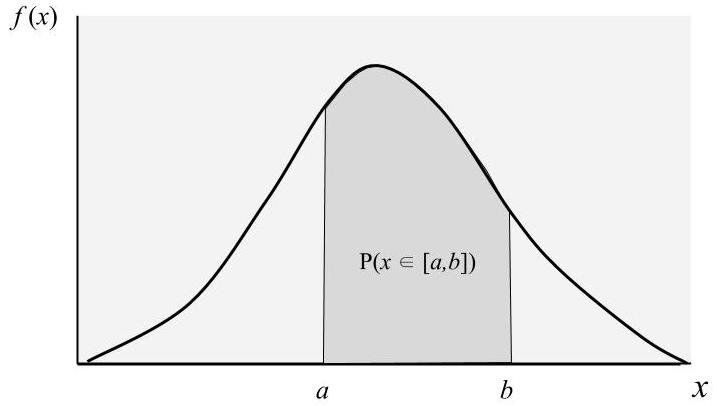 f(x)
P(x ∈ [a,b])
a
b
x